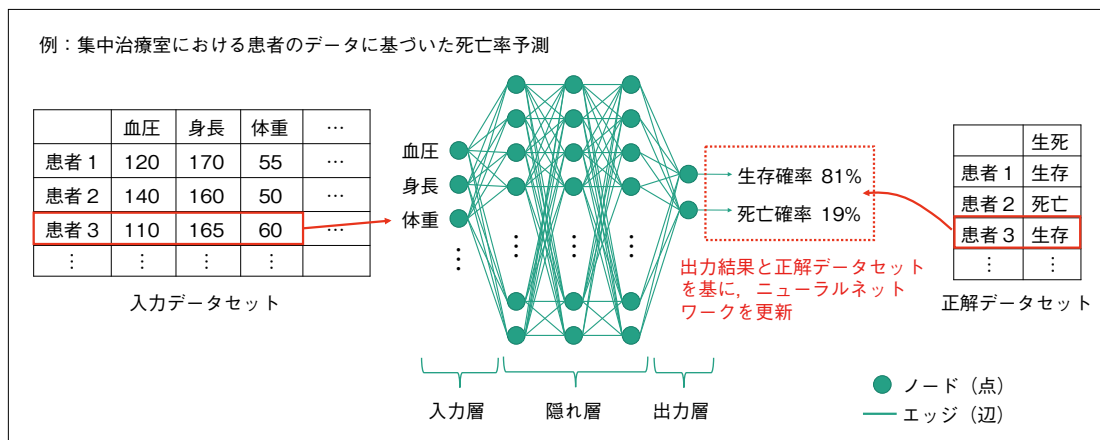 例：集中治療室における患者のデータに基づいた死亡率予測
血圧 身長 体重 …
患者 1 120 170 55 …
患者 2 140 160 50 …
患者 3 110 165 60 …
⋮ ⋮ ⋮ ⋮
入力データセット
血圧
身長
体重
⋮ ⋮ ⋮ ⋮
生存確率 81%
死亡確率 19%
出力結果と正解データセット
を基に，ニューラルネット
ワークを更新
生死
患者 1 生存
患者 2 死亡
患者 3 生存
⋮ ⋮
正解データセット
入力層 隠れ層 出力層
ノード（点）
エッジ（辺）